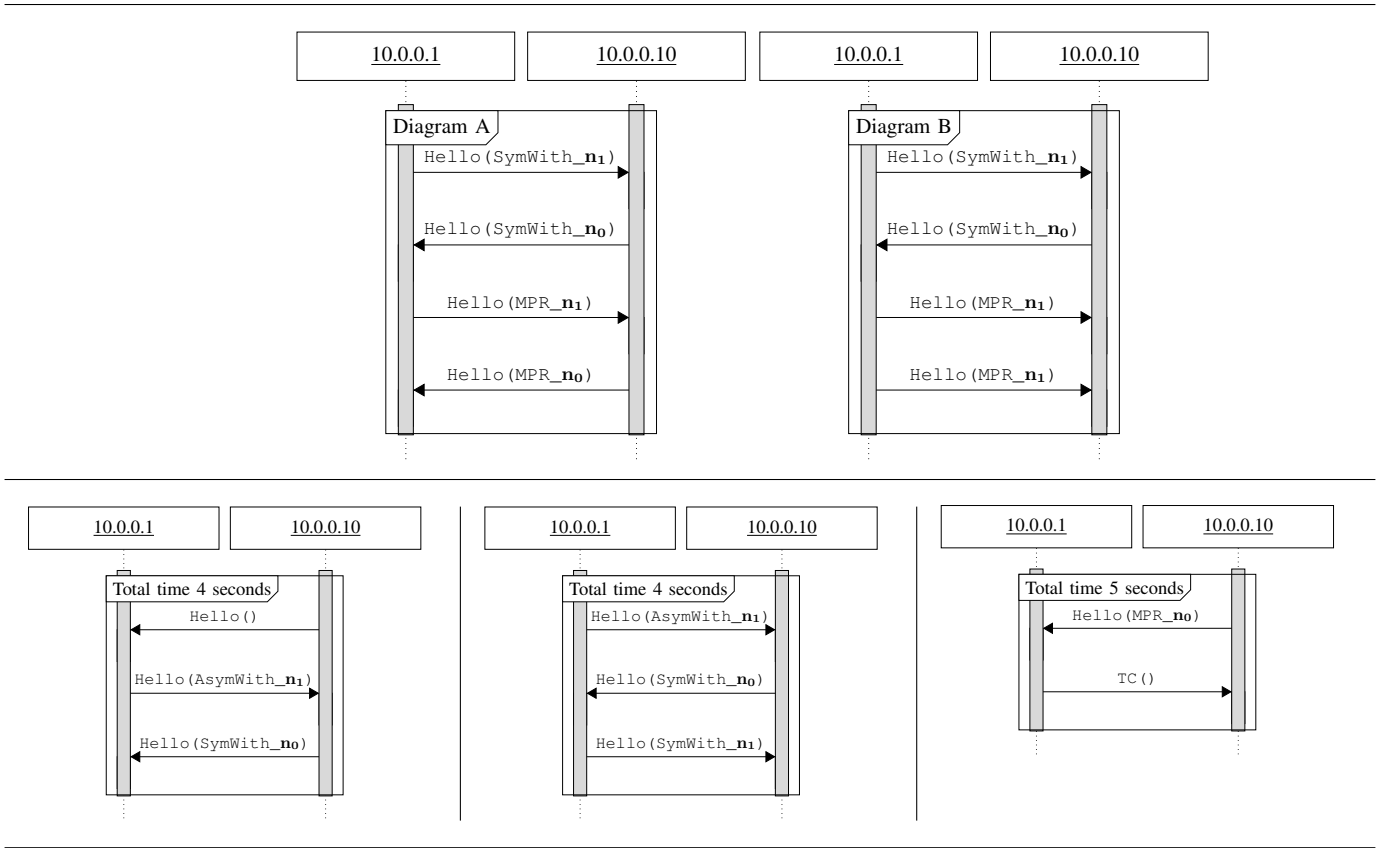 10.0.0.1
10.0.0.10
Diagram A
Hello(SymWith_n₁)
Hello(SymWith_n₀)
Hello(MPR_n₁)
Hello(MPR_n₀)
10.0.0.1
10.0.0.10
Diagram B
Hello(SymWith_n₁)
Hello(SymWith_n₀)
Hello(MPR_n₁)
Hello(MPR_n₁)
10.0.0.1
10.0.0.10
Total time 4 seconds
Hello()
Hello(AsymWith_n₁)
Hello(SymWith_n₀)
10.0.0.1
10.0.0.10
Total time 4 seconds
Hello(AsymWith_n₁)
Hello(SymWith_n₀)
Hello(SymWith_n₁)
10.0.0.1
10.0.0.10
Total time 5 seconds
Hello(MPR_n₀)
TC()